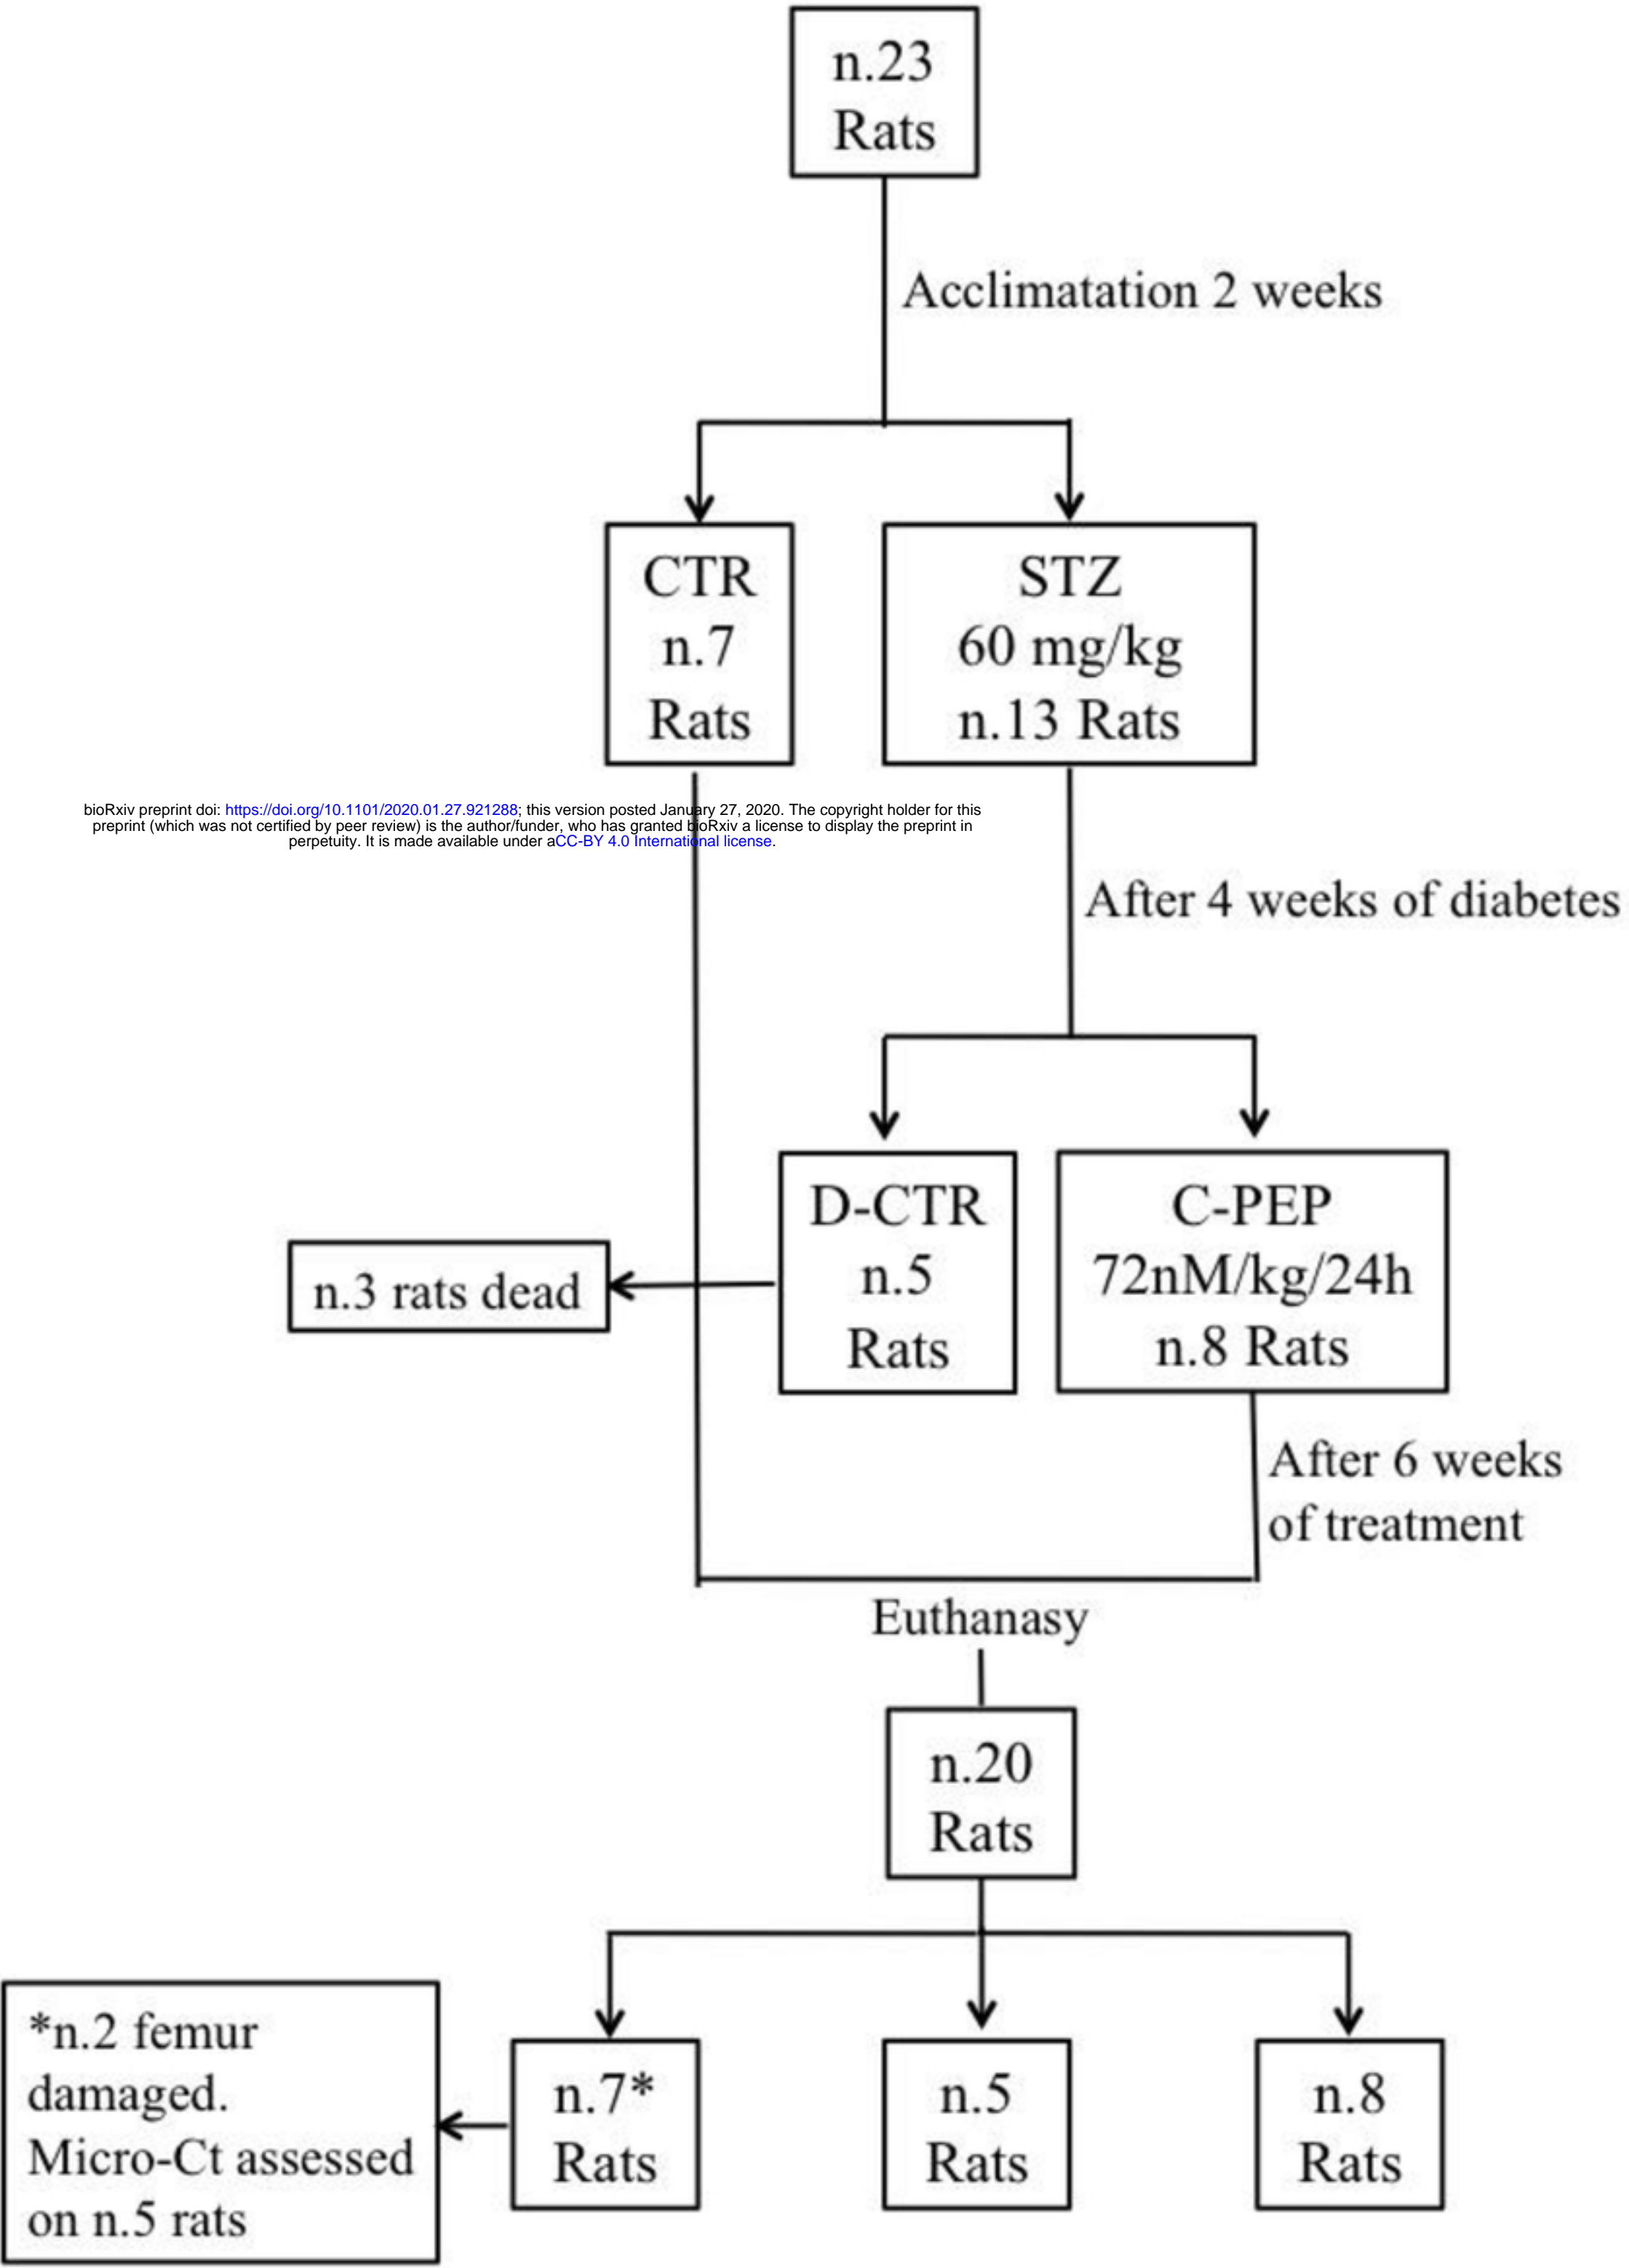 n.23
Rats
Acclimatation 2 weeks
CTR
n.7
Rats
STZ
60 mg/kg
n.13 Rats
bioRxiv preprint doi: https://doi.org/10.1101/2020.01.27.921288; this version posted January 27, 2020. The copyright holder for this
preprint (which was not certified by peer review) is the author/funder, who has granted bioRxiv a license to display the preprint in
perpetuity. It is made available under aCC-BY 4.0 International license.
After 4 weeks of diabetes
D-CTR
n.5
Rats
C-PEP
72nM/kg/24h
n.8 Rats
n.3 rats dead
After 6 weeks
of treatment
Euthanasy
n.20
Rats
*n.2 femur
damaged.
Micro-Ct assessed
on n.5 rats
n.7*
Rats
n.5
Rats
n.8
Rats